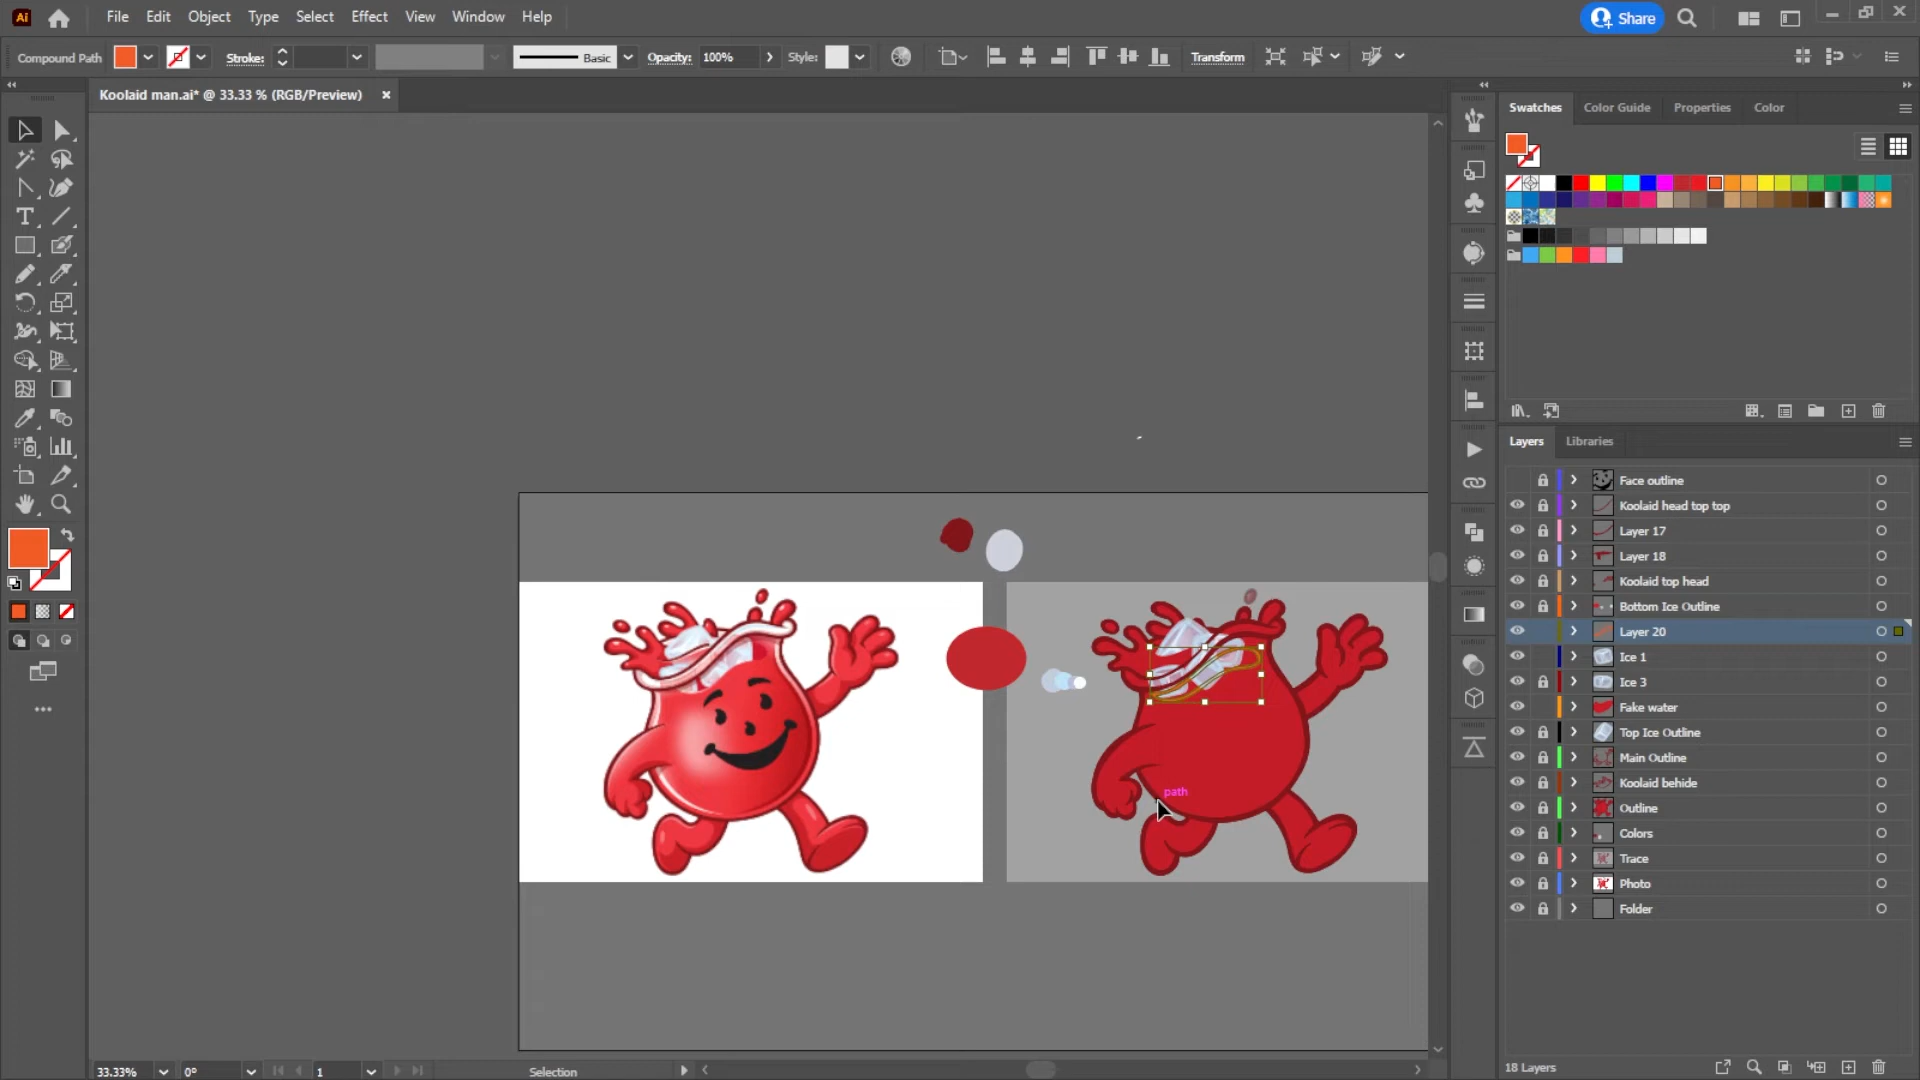 Ai
File Edit Object Type Select Effect View Window Help
Share
Compound Path
Stroke:
Basic
Opacity: 100%
Style:
Transform
Koolaid man.ai* @ 33.33 % (RGB/Preview)
Swatches Color Guide Properties Color
Layers Libraries
Face outline
Koolaid head top top
Layer 17
Layer 18
Koolaid top head
Bottom Ice Outline
Layer 20
Ice 1
Ice 3
Fake water
Top Ice Outline
Main Outline
Koolaid behide
Outline
Colors
Trace
Photo
Folder
path
33.33% 0° 1 Selection
18 Layers